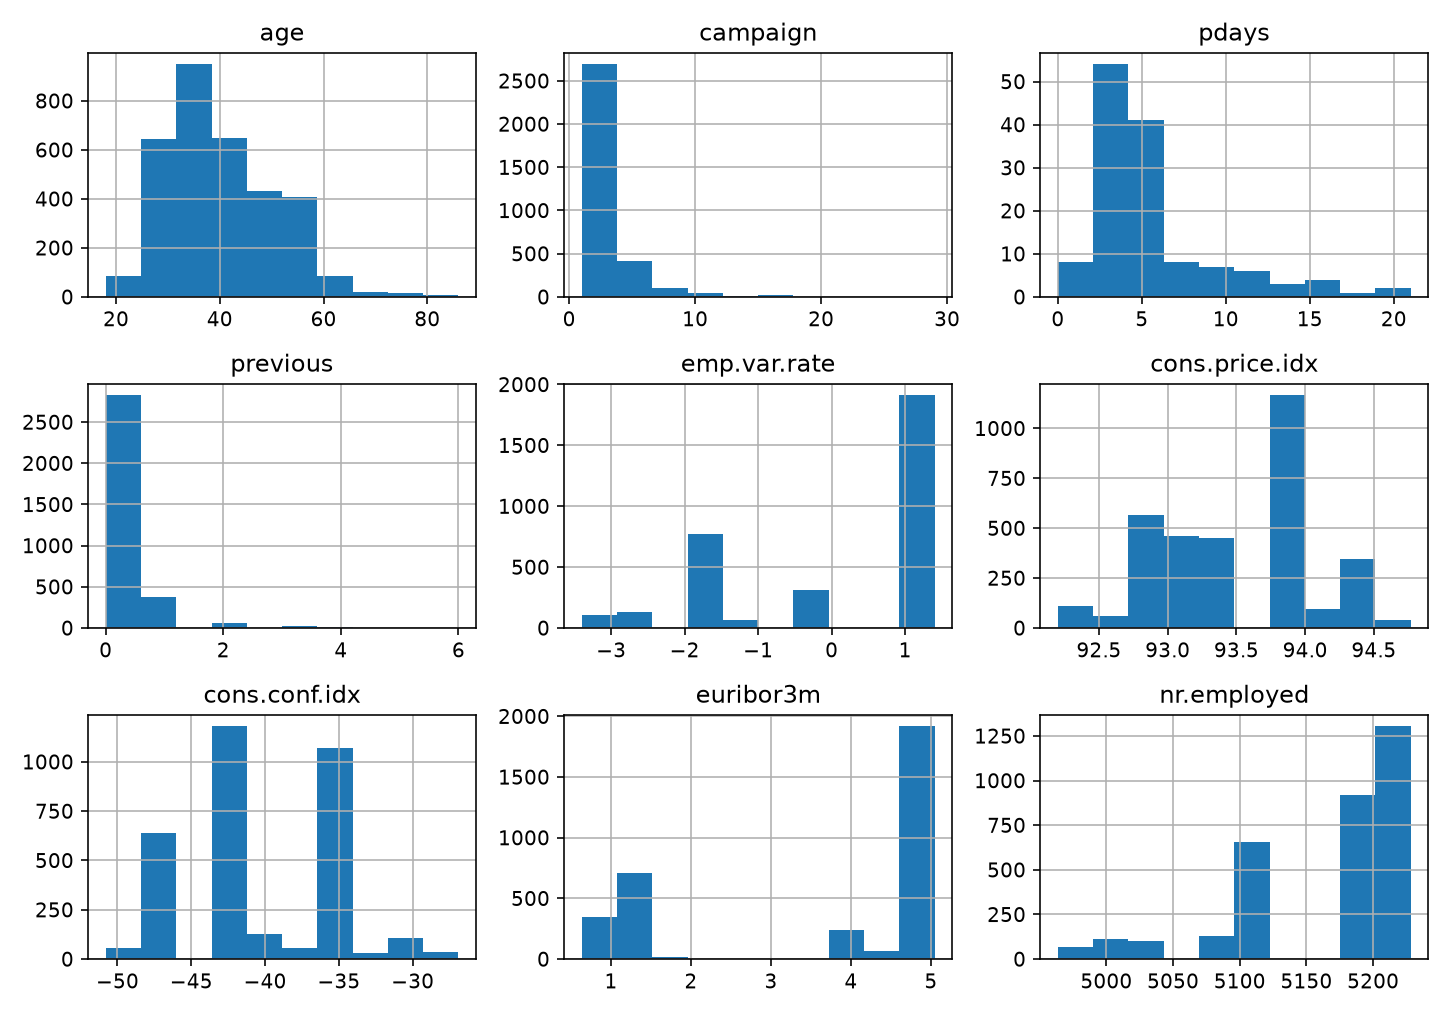 age
campaign
pdays
800
600
400
200
0
20 40 60 80
2500
2000
1500
1000
500
0
0 10 20 30
50
40
30
20
10
0
0 5 10 15 20
previous
emp.var.rate
cons.price.idx
2500
2000
1500
1000
500
0
0 2 4 6
2000
1500
1000
500
0
−3 −2 −1 0 1
1000
750
500
250
0
92.5 93.0 93.5 94.0 94.5
cons.conf.idx
euribor3m
nr.employed
1000
750
500
250
0
−50 −45 −40 −35 −30
2000
1500
1000
500
0
1 2 3 4 5
1250
1000
750
500
250
0
5000 5050 5100 5150 5200